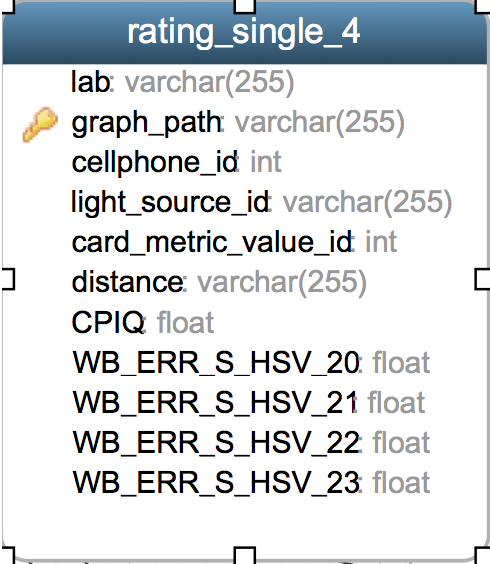 rating_single_4
lab: varchar(255)
graph_path: varchar(255)
cellphone_id: int
light_source_id: varchar(255)
card_metric_value_id: int
distance: varchar(255)
CPIQ: float
WB_ERR_S_HSV_20: float
WB_ERR_S_HSV_21: float
WB_ERR_S_HSV_22: float
WB_ERR_S_HSV_23: float